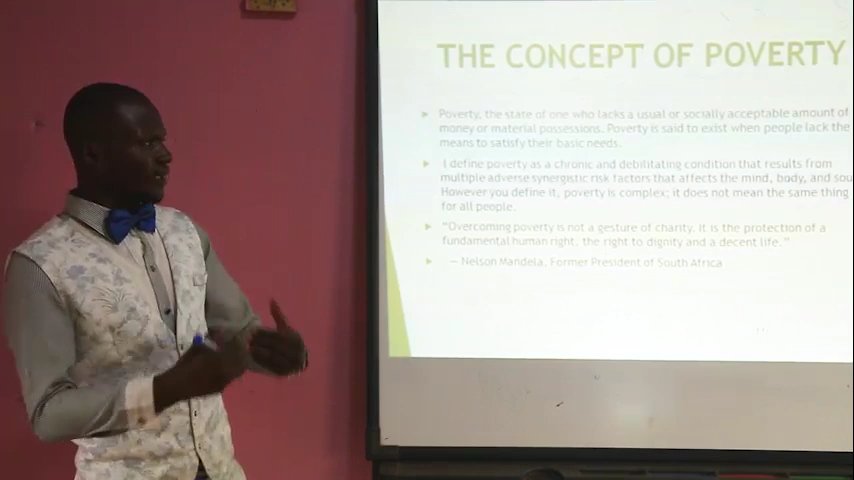 THE CONCEPT OF POVERTY
Poverty, the state of one who lacks a usual or socially acceptable amount of
money or material possessions. Poverty is said to exist when people lack the
means to satisfy their basic needs.
I define poverty as a chronic and debilitating condition that results from
multiple adverse synergistic risk factors that affects the mind, body, and sou
However you define it, poverty is complex; it does not mean the same thing
for all people.
“Overcoming poverty is not a gesture of charity. It is the protection of a
fundamental human right, the right to dignity and a decent life.”
— Nelson Mandela, Former President of South Africa